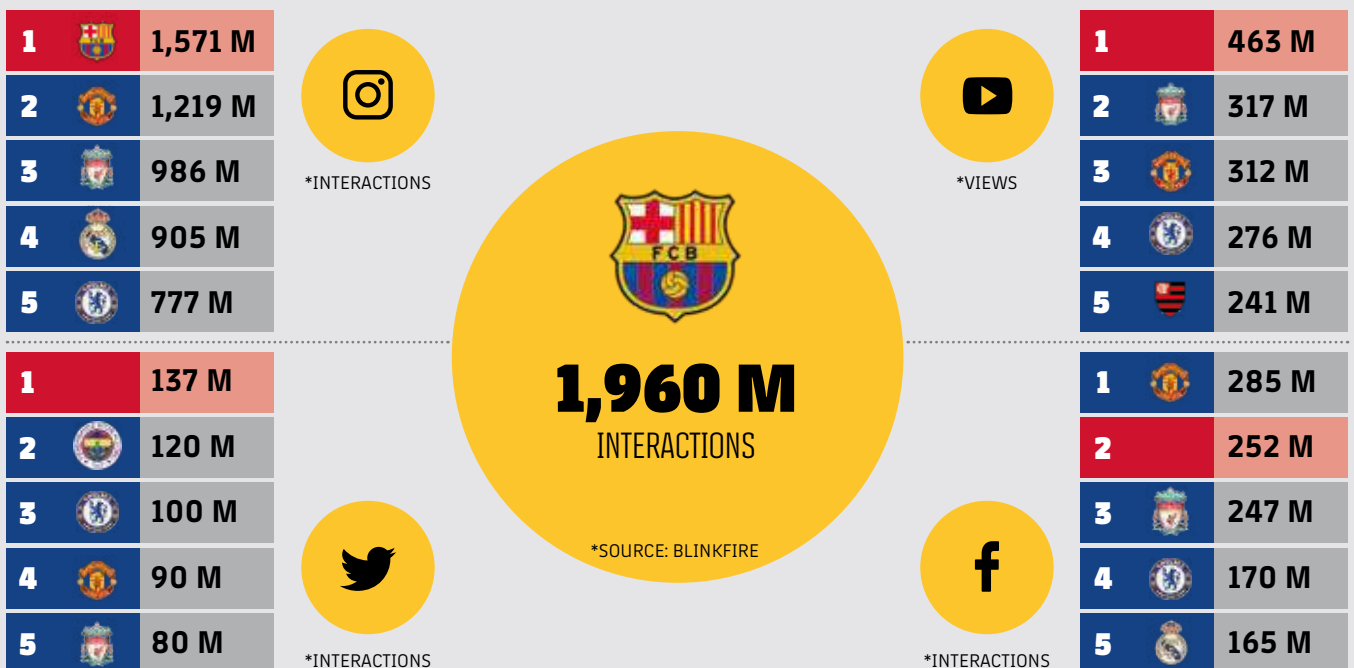 1 1,571 M
2 1,219 M
3 986 M
4 905 M
5 777 M
*INTERACTIONS
1 463 M
2 317 M
3 312 M
4 276 M
5 241 M
*VIEWS
FCB
1,960 M
INTERACTIONS
*SOURCE: BLINKFIRE
1 137 M
2 120 M
3 100 M
4 90 M
5 80 M
*INTERACTIONS
1 285 M
2 252 M
3 247 M
4 170 M
5 165 M
*INTERACTIONS